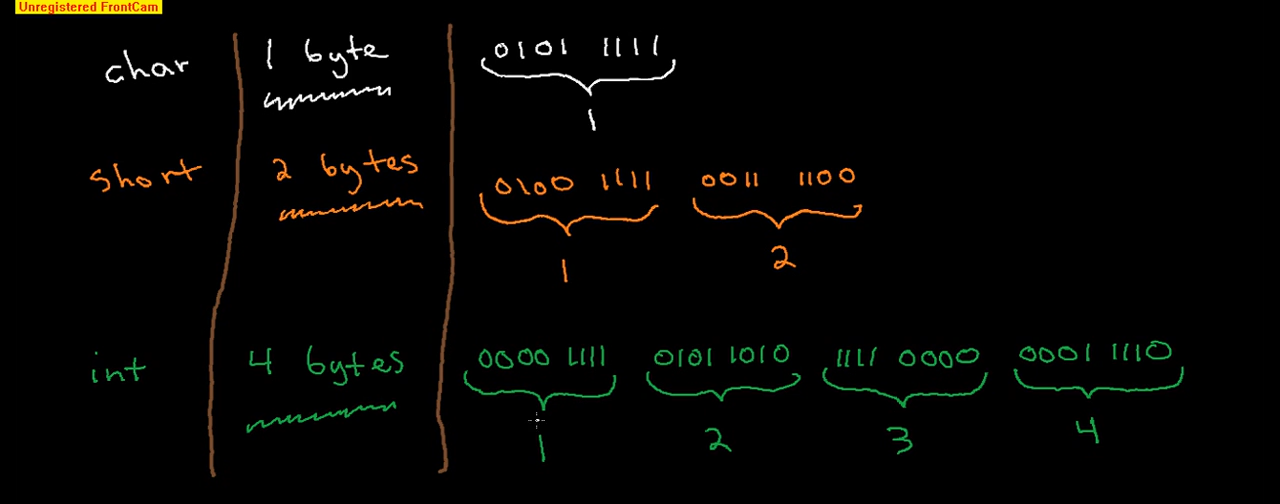 Unregistered FrontCam
char 1 byte 0101 1111
1
short 2 bytes 0100 1111 0011 1100
1 2
int 4 bytes 0000 1111 0101 1010 1111 0000 0001 1110
1 2 3 4